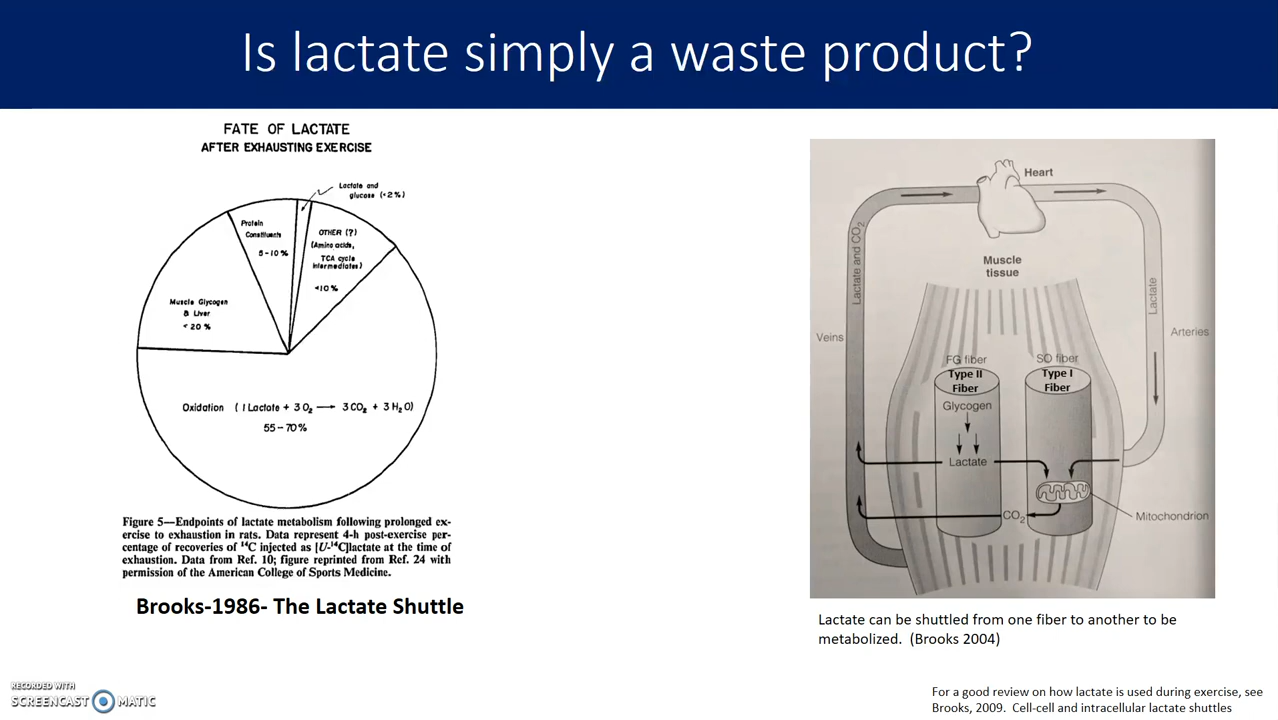 Is lactate simply a waste product?
FATE OF LACTATE
AFTER EXHAUSTING EXERCISE
Lactate and
glucose (<2%)
Protein
Constituents
5-10%
OTHER (?)
(Amino acids,
TCA cycle
intermediates)
<10%
Muscle Glycogen
& Liver
< 20 %
Oxidation ( 1 Lactate + 3 O₂ → 3 CO₂ + 3 H₂O)
55-70%
Figure 5—Endpoints of lactate metabolism following prolonged ex-
ercise to exhaustion in rats. Data represent 4-h post-exercise per-
centage of recoveries of ¹⁴C injected as [U-¹⁴C]lactate at the time of
exhaustion. Data from Ref. 10; figure reprinted from Ref. 24 with
permission of the American College of Sports Medicine.
Brooks-1986- The Lactate Shuttle
Heart
Lactate and CO₂
Muscle
tissue
Lactate
Veins
Arteries
FG fiber
Type II
Fiber
SO fiber
Type I
Fiber
Glycogen
Lactate
CO₂
Mitochondrion
Lactate can be shuttled from one fiber to another to be
metabolized. (Brooks 2004)
For a good review on how lactate is used during exercise, see
Brooks, 2009. Cell-cell and intracellular lactate shuttles
RECORDED WITH
SCREENCAST MATIC